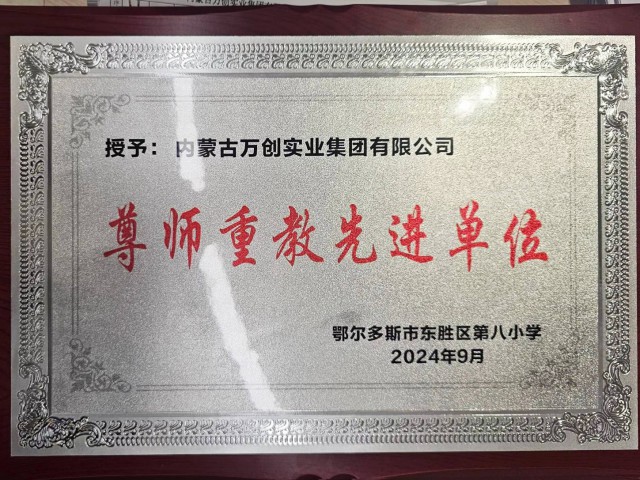 授予： 内蒙古万创实业集团有限公司
尊师重教先进单位
鄂尔多斯市东胜区第八小学
2024年9月